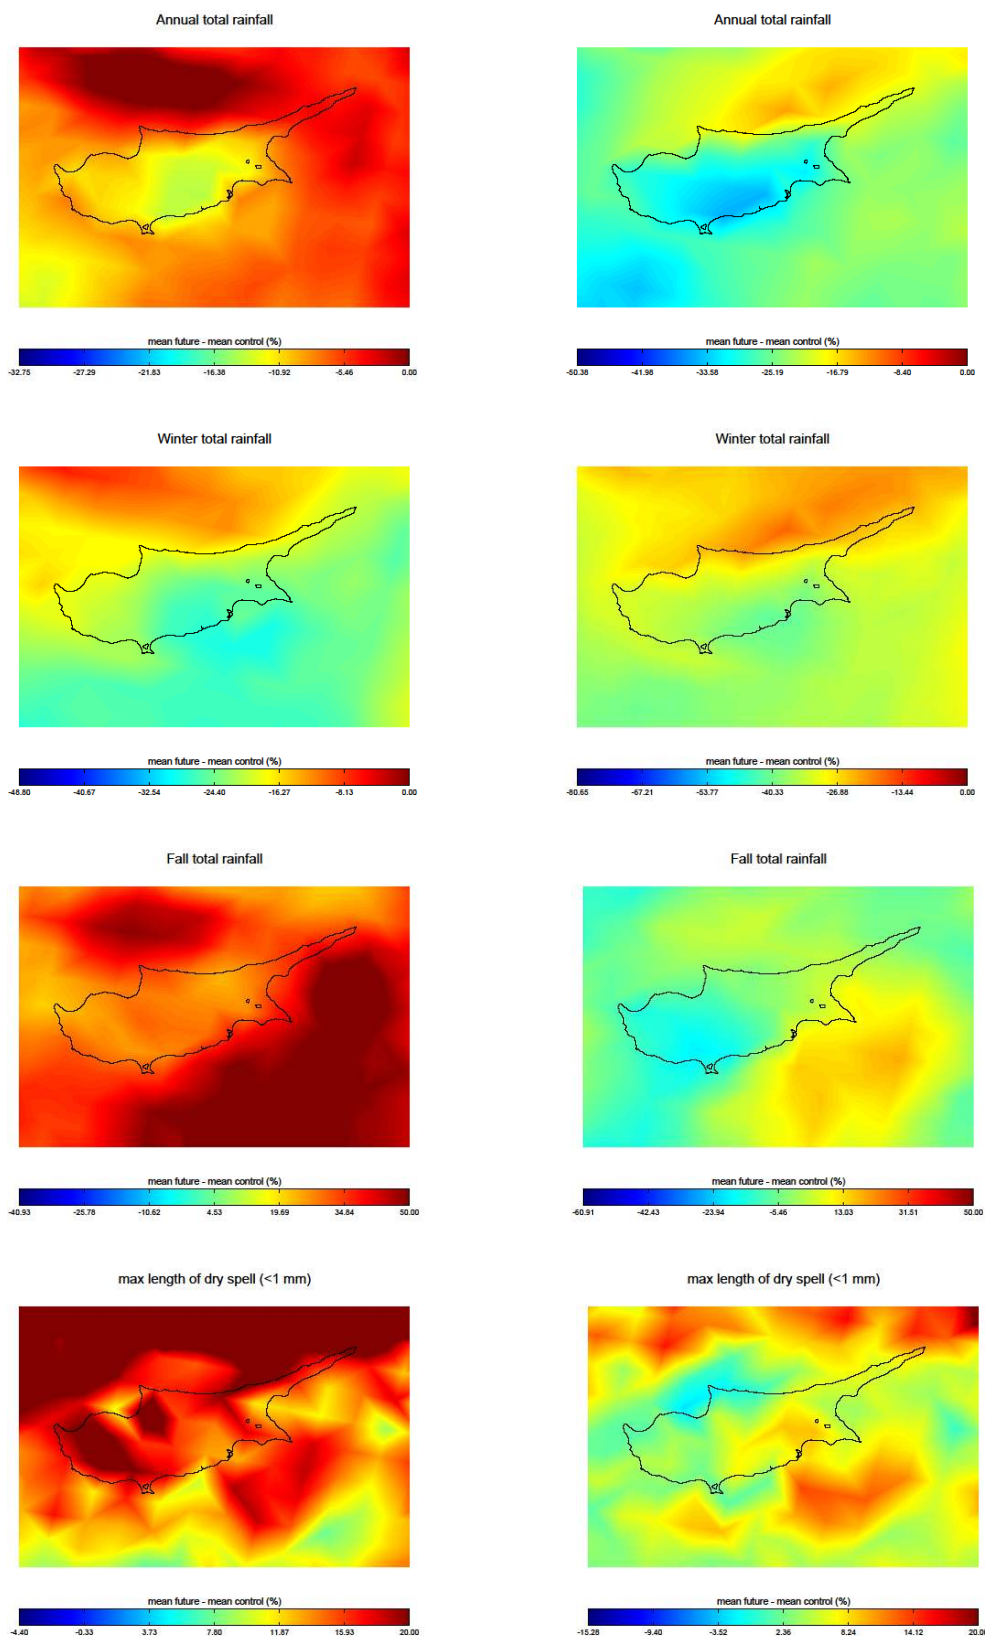 Annual total rainfall
Annual total rainfall
mean future - mean control (%)
-32.75 -27.29 -21.83 -16.38 -10.92 -5.46 0.00
mean future - mean control (%)
-50.38 -41.98 -33.58 -25.19 -16.79 -8.40 0.00
Winter total rainfall
Winter total rainfall
mean future - mean control (%)
-48.80 -40.67 -32.54 -24.40 -16.27 -8.13 0.00
mean future - mean control (%)
-80.65 -67.21 -53.77 -40.33 -26.88 -13.44 0.00
Fall total rainfall
Fall total rainfall
mean future - mean control (%)
-40.93 -25.78 -10.62 4.53 19.69 34.84 50.00
mean future - mean control (%)
-60.91 -42.43 -23.94 -5.46 13.03 31.51 50.00
max length of dry spell (<1 mm)
max length of dry spell (<1 mm)
mean future - mean control (%)
-4.40 -0.33 3.73 7.80 11.87 15.93 20.00
mean future - mean control (%)
-15.28 -9.40 -3.52 2.36 8.24 14.12 20.00